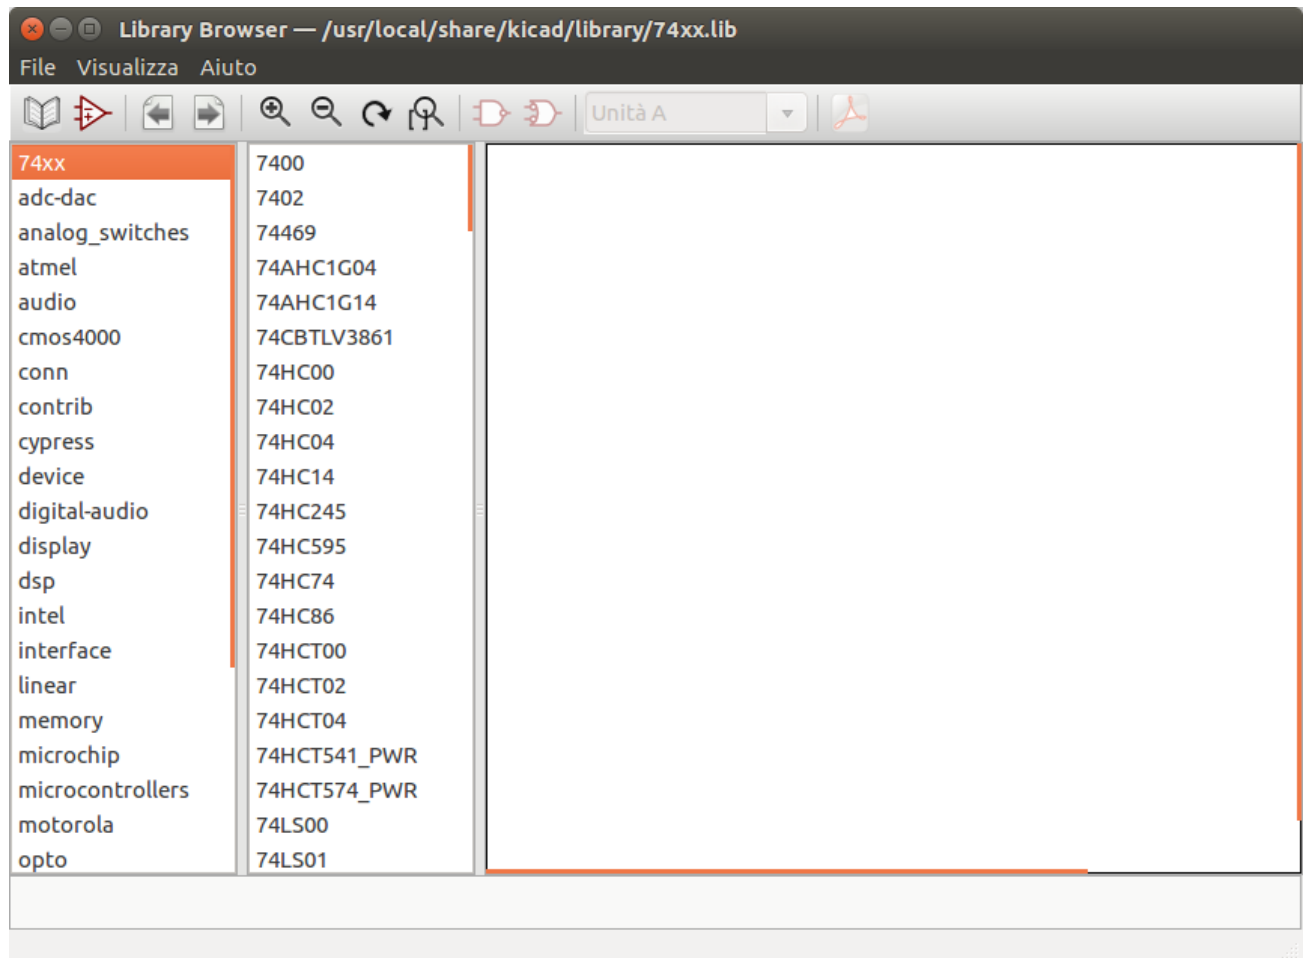 Library Browser — /usr/local/share/kicad/library/74xx.lib
File Visualizza Aiuto
Unità A
74xx
adc-dac
analog_switches
atmel
audio
cmos4000
conn
contrib
cypress
device
digital-audio
display
dsp
intel
interface
linear
memory
microchip
microcontrollers
motorola
opto
7400
7402
74469
74AHC1G04
74AHC1G14
74CBTLV3861
74HC00
74HC02
74HC04
74HC14
74HC245
74HC595
74HC74
74HC86
74HCT00
74HCT02
74HCT04
74HCT541_PWR
74HCT574_PWR
74LS00
74LS01